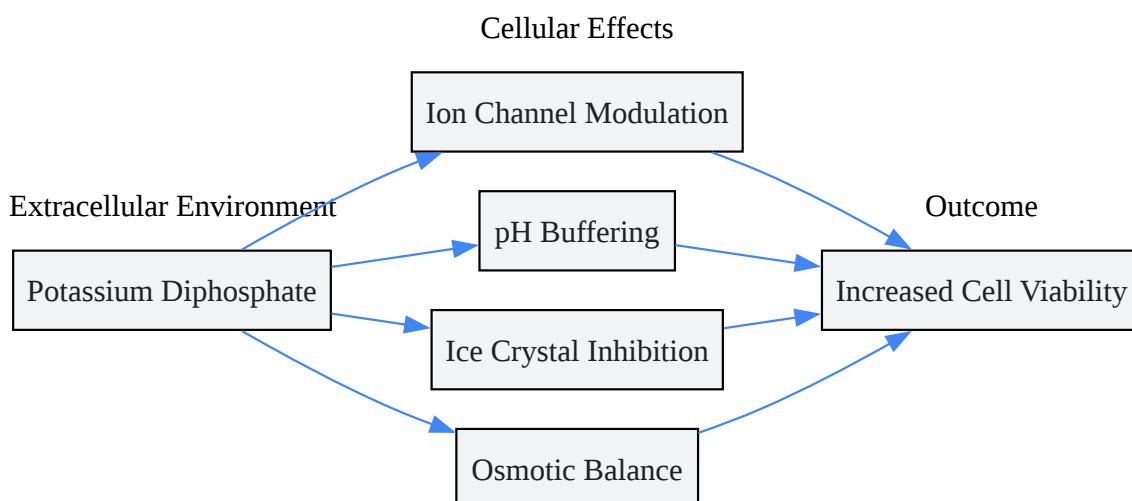 Cellular Effects
Ion Channel Modulation
Extracellular Environment
Outcome
pH Buffering
Potassium Diphosphate
Increased Cell Viability
Ice Crystal Inhibition
Osmotic Balance